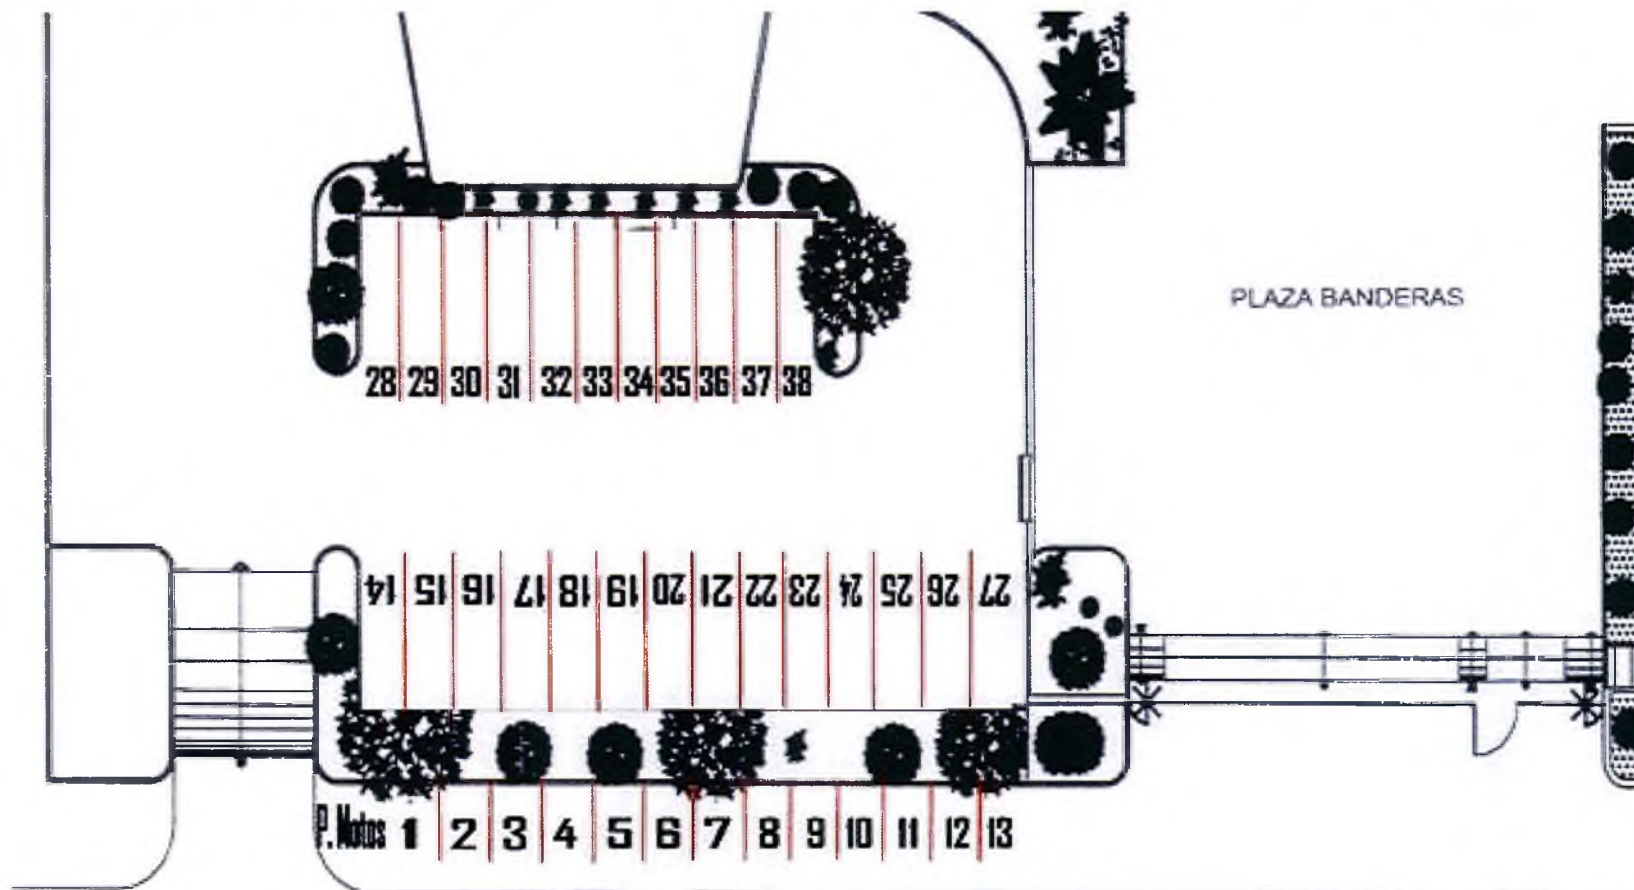 PLAZA BANDERAS
28 29 30 31 32 33 34 35 36 37 38
14 15 16 17 18 19 20 21 22 23 24 25 26 27
P. Motos 1 2 3 4 5 6 7 8 9 10 11 12 13